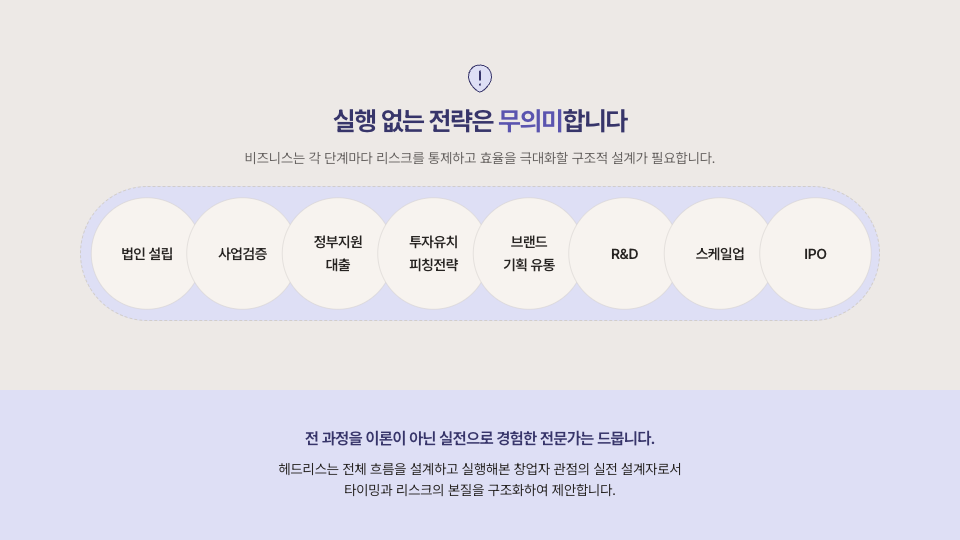 실행 없는 전략은 무의미합니다
비즈니스는 각 단계마다 리스크를 통제하고 효율을 극대화할 구조적 설계가 필요합니다.
법인 설립
사업검증
정부지원
대출
투자유치
피칭전략
브랜드
기획 유통
R&D
스케일업
IPO
전 과정을 이론이 아닌 실전으로 경험한 전문가는 드뭅니다.
헤드리스는 전체 흐름을 설계하고 실행해본 창업자 관점의 실전 설계자로서
타이밍과 리스크의 본질을 구조화하여 제안합니다.